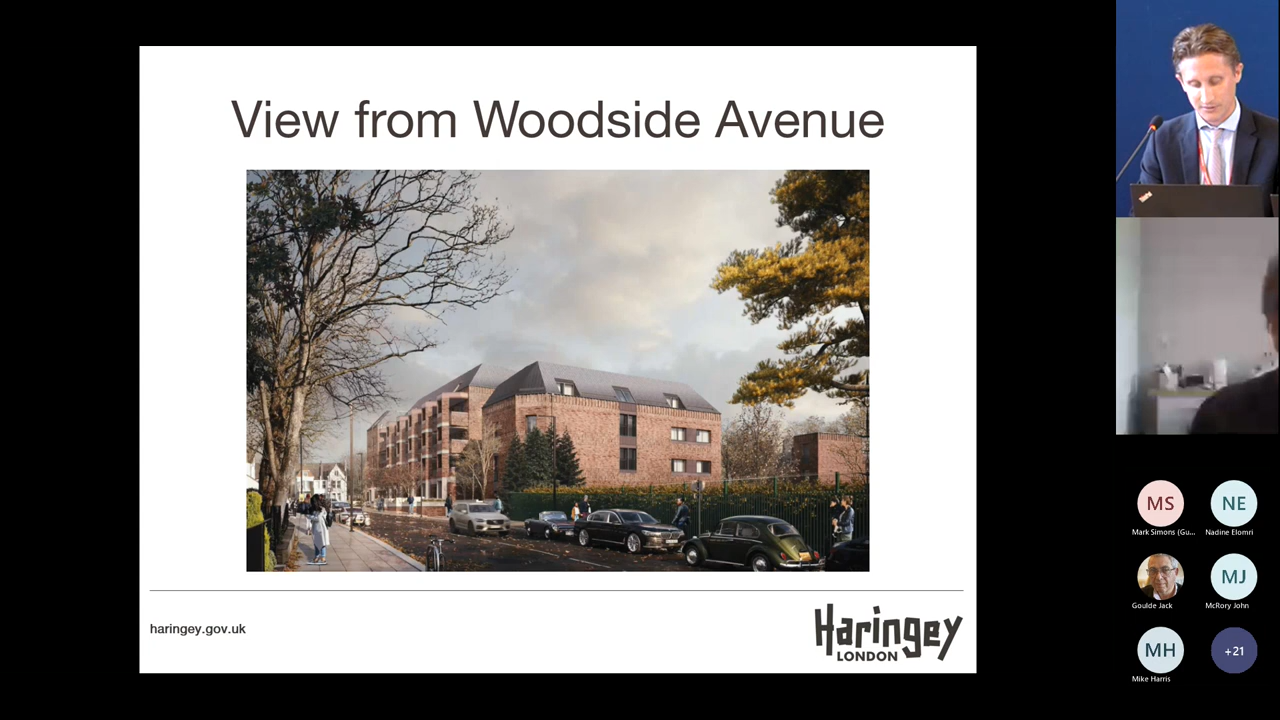 View from Woodside Avenue
haringey.gov.uk
Haringey
LONDON
MS
NE
Mark Simons (Gu...
Nadine Elomri
MJ
Goulde Jack
McRory John
MH
+21
Mike Harris